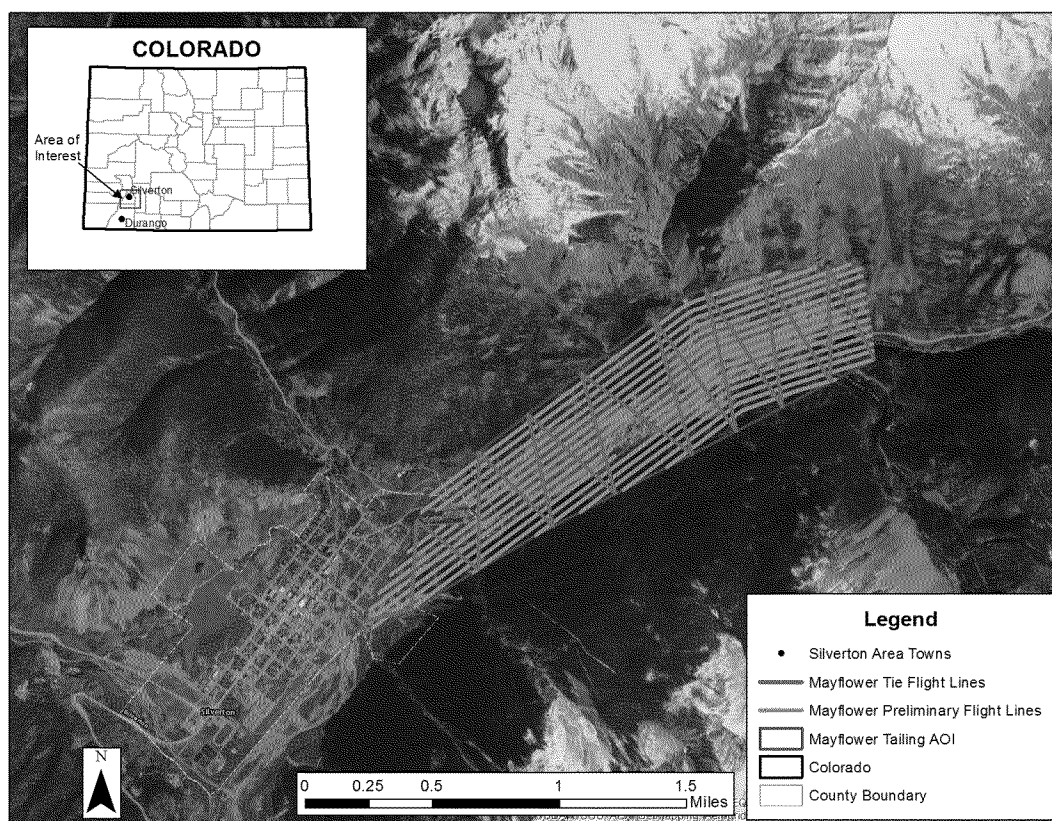 COLORADO
Area of
Interest
Silverton
Durango
Silverton
N
0 0.25 0.5 1 1.5
Miles
Legend
Silverton Area Towns
Mayflower Tie Flight Lines
Mayflower Preliminary Flight Lines
Mayflower Tailing AOI
Colorado
County Boundary